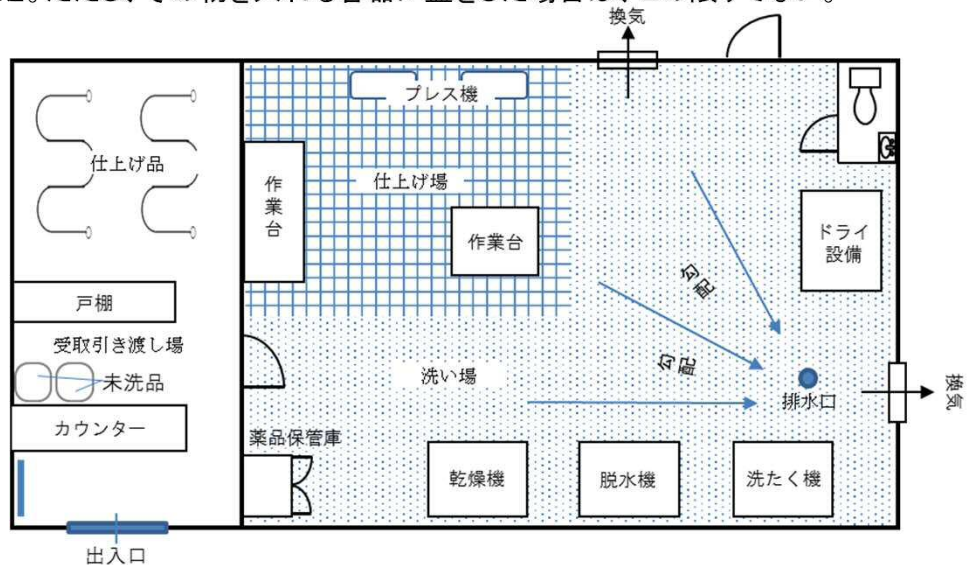 換気
プレス機
仕上げ品
作業台
仕上げ場
作業台
ドライ
設備
勾配
戸棚
受取引き渡し場
未洗品
勾配
洗い場
排水口
換気
カウンター
薬品保管庫
乾燥機
脱水機
洗たく機
出入口